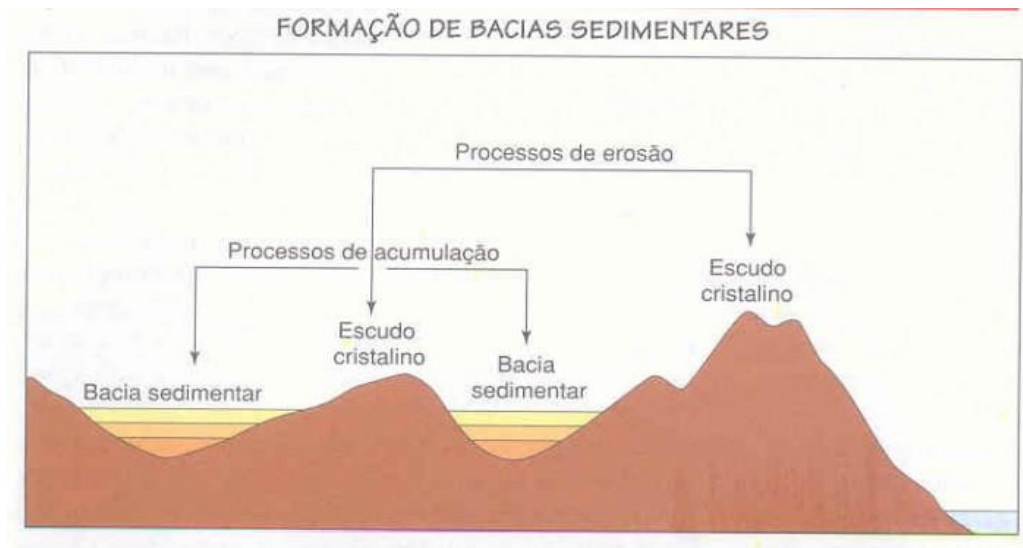 FORMAÇÃO DE BACIAS SEDIMENTARES
Processos de erosão
Processos de acumulação
Escudo
cristalino
Escudo
cristalino
Bacia
sedimentar
Bacia sedimentar